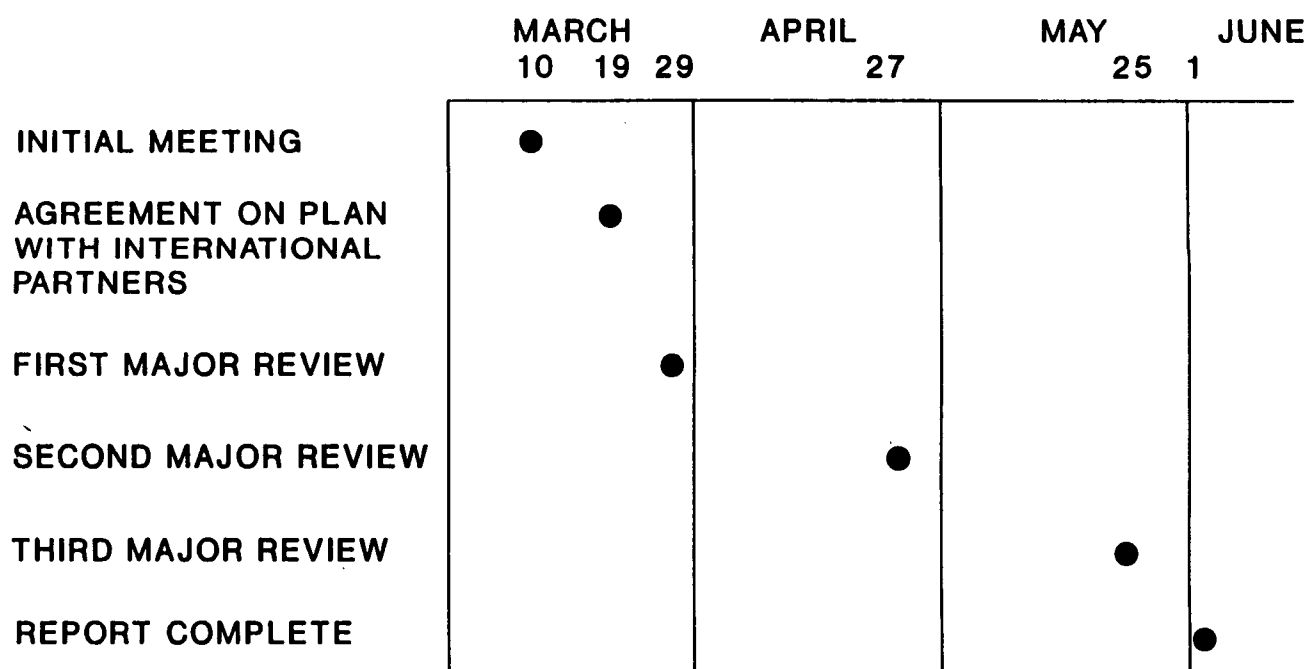 MARCH APRIL MAY JUNE
10 19 29 27 25 1
INITIAL MEETING
AGREEMENT ON PLAN
WITH INTERNATIONAL
PARTNERS
FIRST MAJOR REVIEW
SECOND MAJOR REVIEW
THIRD MAJOR REVIEW
REPORT COMPLETE